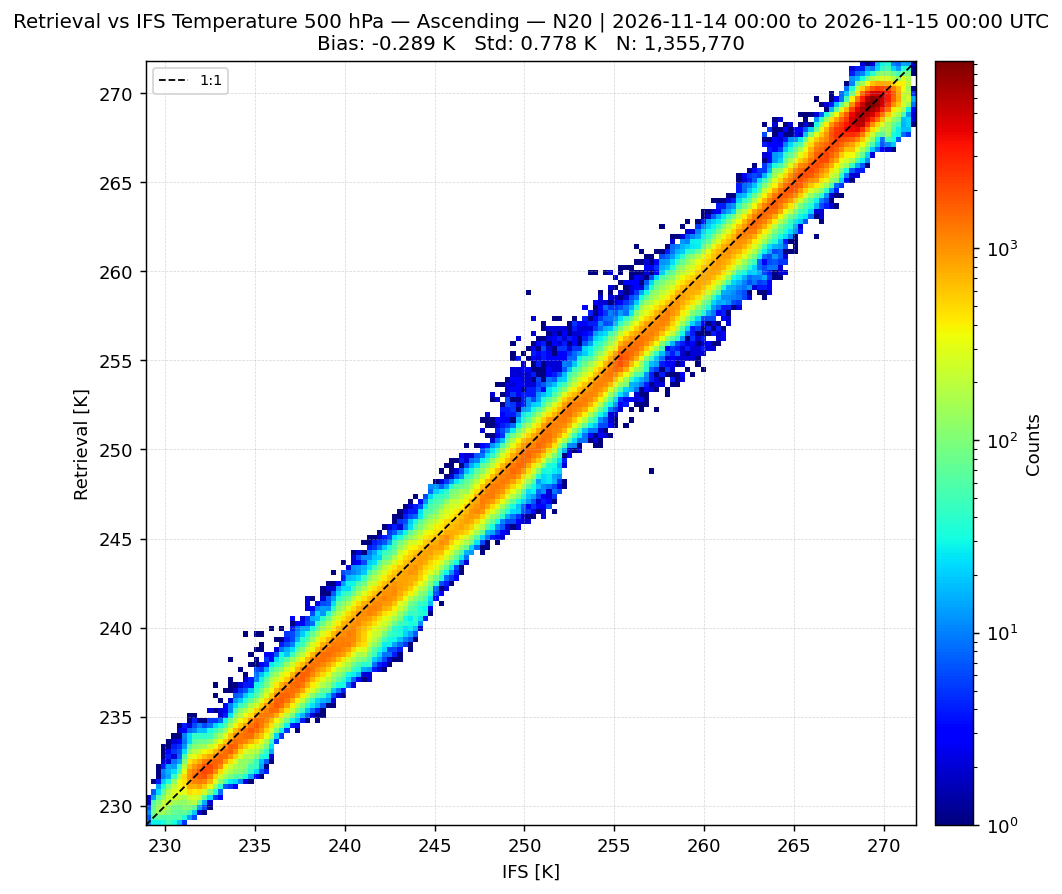 Retrieval vs IFS Temperature 500 hPa — Ascending — N20 | 2026-11-14 00:00 to 2026-11-15 00:00 UTC
Bias: -0.289 K   Std: 0.778 K   N: 1,355,770
1:1
270
265
260
255
250
245
240
235
230
Retrieval [K]
230 235 240 245 250 255 260 265 270
IFS [K]
10³
10²
10¹
10⁰
Counts